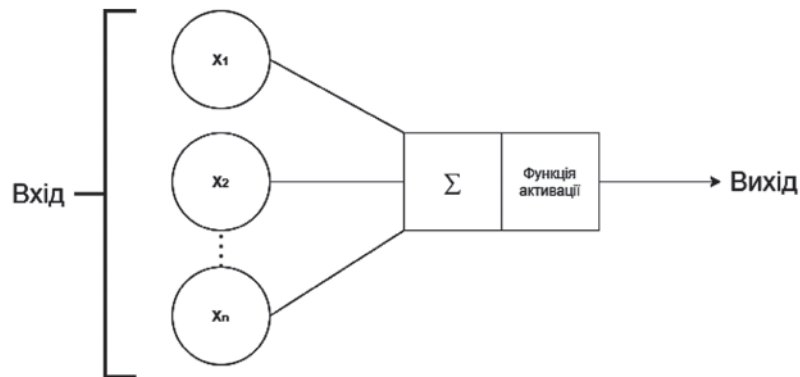 Вхід
x₁
x₂
xₙ
Σ
Функція
активації
Вихід